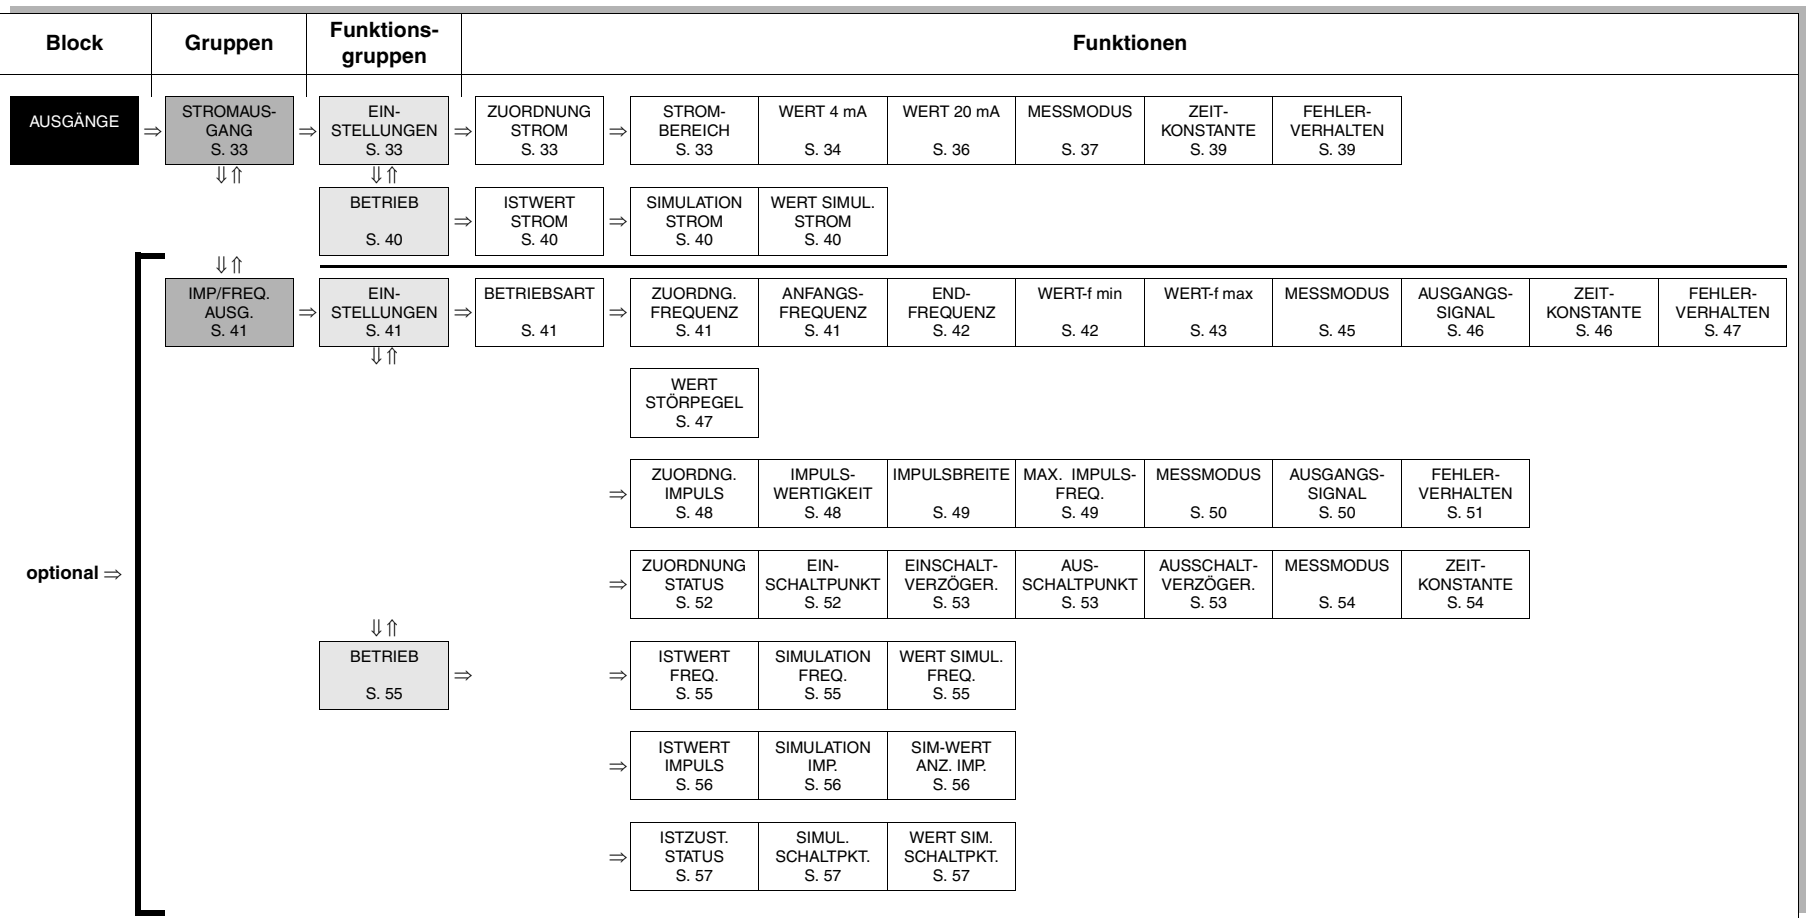 Block
Gruppen
Funktions-
gruppen
Funktionen
AUSGÄNGE
⇒
STROMAUS-
GANG
S. 33
⇒
EIN-
STELLUNGEN
S. 33
⇒
ZUORDNUNG
STROM
S. 33
⇒
STROM-
BEREICH
S. 33
WERT 4 mA
S. 34
WERT 20 mA
S. 36
MESSMODUS
S. 37
ZEIT-
KONSTANTE
S. 39
FEHLER-
VERHALTEN
S. 39
⇓⇑
⇓⇑
BETRIEB
S. 40
⇒
ISTWERT
STROM
S. 40
⇒
SIMULATION
STROM
S. 40
WERT SIMUL.
STROM
S. 40
⇓⇑
IMP/FREQ.
AUSG.
S. 41
⇒
EIN-
STELLUNGEN
S. 41
⇒
BETRIEBSART
S. 41
⇒
ZUORDNG.
FREQUENZ
S. 41
ANFANGS-
FREQUENZ
S. 41
END-
FREQUENZ
S. 42
WERT-f min
S. 42
WERT-f max
S. 43
MESSMODUS
S. 45
AUSGANGS-
SIGNAL
S. 46
ZEIT-
KONSTANTE
S. 46
FEHLER-
VERHALTEN
S. 47
⇓⇑
WERT
STÖRPEGEL
S. 47
⇒
ZUORDNG.
IMPULS
S. 48
IMPULS-
WERTIGKEIT
S. 48
IMPULSBREITE
S. 49
MAX. IMPULS-
FREQ.
S. 49
MESSMODUS
S. 50
AUSGANGS-
SIGNAL
S. 50
FEHLER-
VERHALTEN
S. 51
optional ⇒
⇒
ZUORDNUNG
STATUS
S. 52
EIN-
SCHALTPUNKT
S. 52
EINSCHALT-
VERZÖGER.
S. 53
AUS-
SCHALTPUNKT
S. 53
AUSSCHALT-
VERZÖGER.
S. 53
MESSMODUS
S. 54
ZEIT-
KONSTANTE
S. 54
⇓⇑
BETRIEB
S. 55
⇒
⇒
ISTWERT
FREQ.
S. 55
SIMULATION
FREQ.
S. 55
WERT SIMUL.
FREQ.
S. 55
⇒
ISTWERT
IMPULS
S. 56
SIMULATION
IMP.
S. 56
SIM-WERT
ANZ. IMP.
S. 56
⇒
ISTZUST.
STATUS
S. 57
SIMUL.
SCHALTPKT.
S. 57
WERT SIM.
SCHALTPKT.
S. 57